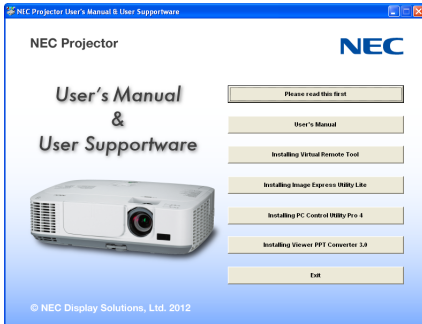 NEC Projector User's Manual & User Supportware
NEC Projector
NEC
User's Manual
&
User Supportware
Please read this first
User's Manual
Installing Virtual Remote Tool
Installing Image Express Utility Lite
Installing PC Control Utility Pro 4
Installing Viewer PPT Converter 3.0
Exit
© NEC Display Solutions, Ltd. 2012